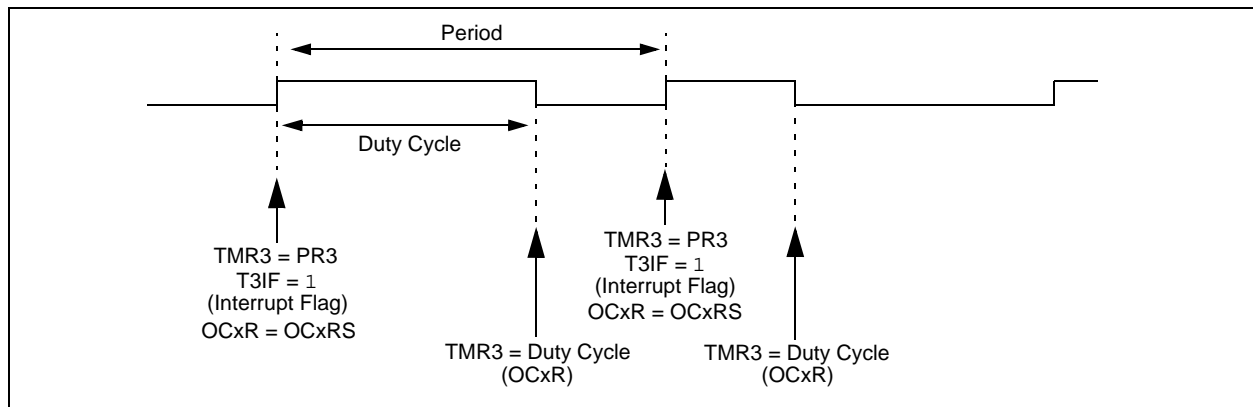 Period
Duty Cycle
TMR3 = PR3
T3IF = 1
(Interrupt Flag)
OCxR = OCxRS
TMR3 = Duty Cycle
(OCxR)
TMR3 = PR3
T3IF = 1
(Interrupt Flag)
OCxR = OCxRS
TMR3 = Duty Cycle
(OCxR)